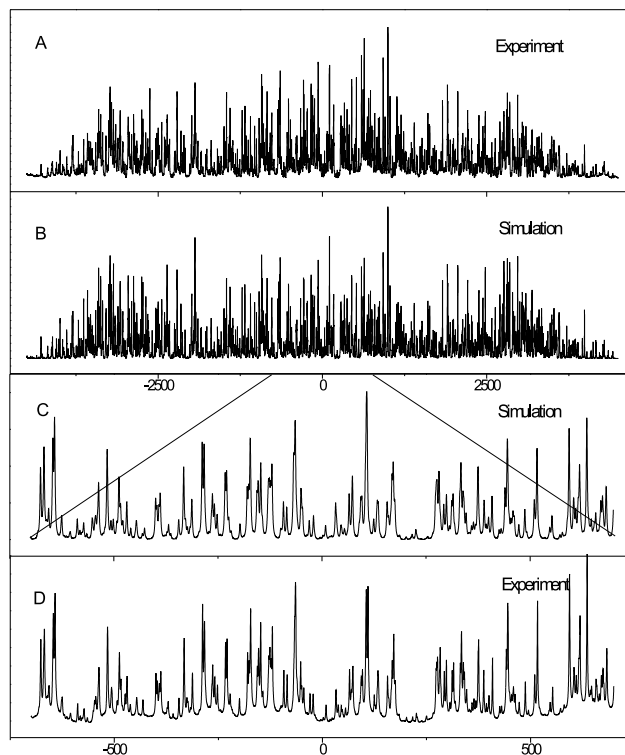 A
Experiment
B
Simulation
-2500 0 2500
C
Simulation
D
Experiment
-500 0 500